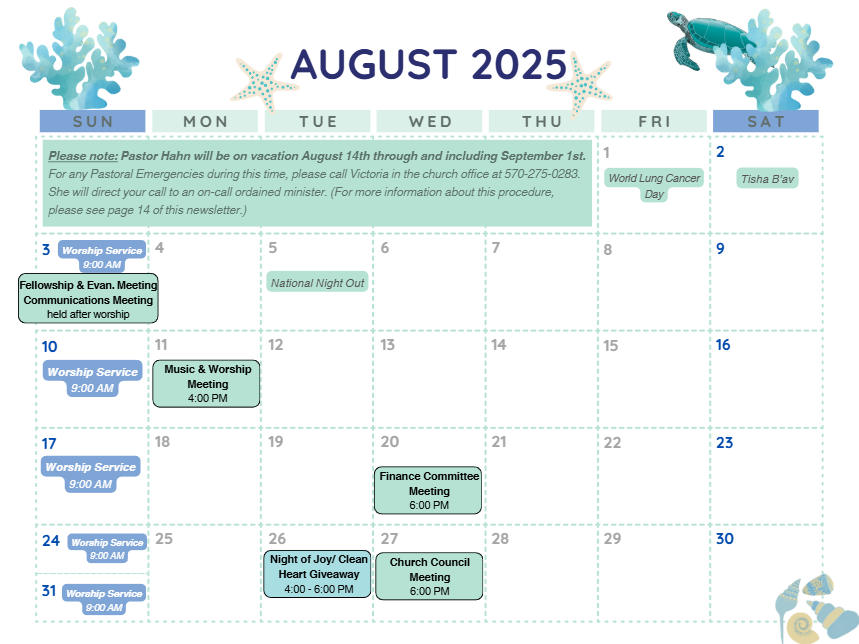 AUGUST 2025
SUN MON TUE WED THU FRI SAT
Please note: Pastor Hahn will be on vacation August 14th through and including September 1st.
For any Pastoral Emergencies during this time, please call Victoria in the church office at 570-275-0283.
She will direct your call to an on-call ordained minister. (For more information about this procedure,
please see page 14 of this newsletter.)
1
World Lung Cancer
Day
2
Tisha B'av
3
Worship Service
9:00 AM
Fellowship & Evan. Meeting
Communications Meeting
held after worship
4
5
National Night Out
6
7
8
9
10
Worship Service
9:00 AM
11
Music & Worship
Meeting
4:00 PM
12
13
14
15
16
17
Worship Service
9:00 AM
18
19
20
Finance Committee
Meeting
6:00 PM
21
22
23
24
Worship Service
9:00 AM
31
Worship Service
9:00 AM
25
26
Night of Joy/ Clean
Heart Giveaway
4:00 - 6:00 PM
27
Church Council
Meeting
6:00 PM
28
29
30